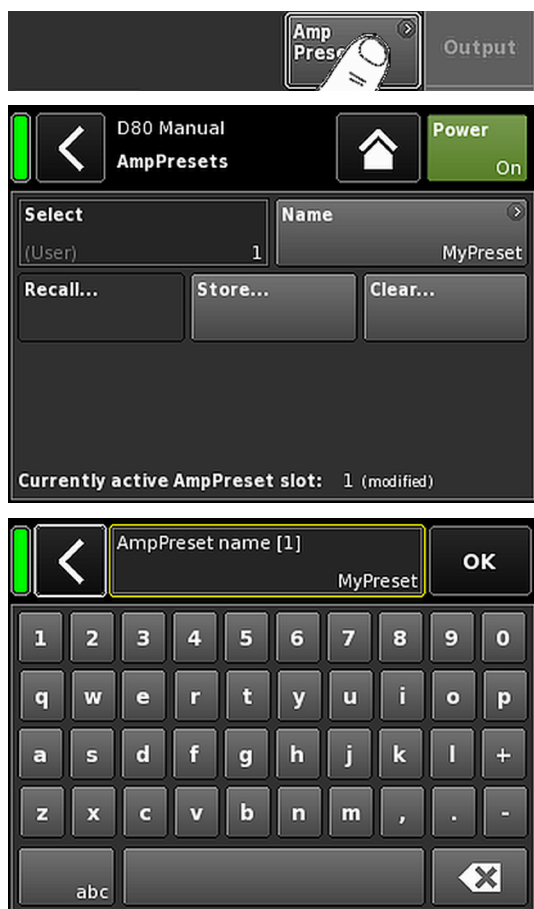 Amp
Output
D80 Manual
AmpPresets
Power
On
Select
(User) 1
Name
MyPreset
Recall...
Store...
Clear...
Currently active AmpPreset slot: 1 (modified)
AmpPreset name [1]
MyPreset
OK
1 2 3 4 5 6 7 8 9 0
q w e r t y u i o p
a s d f g h j k l +
z x c v b n m , . -
abc